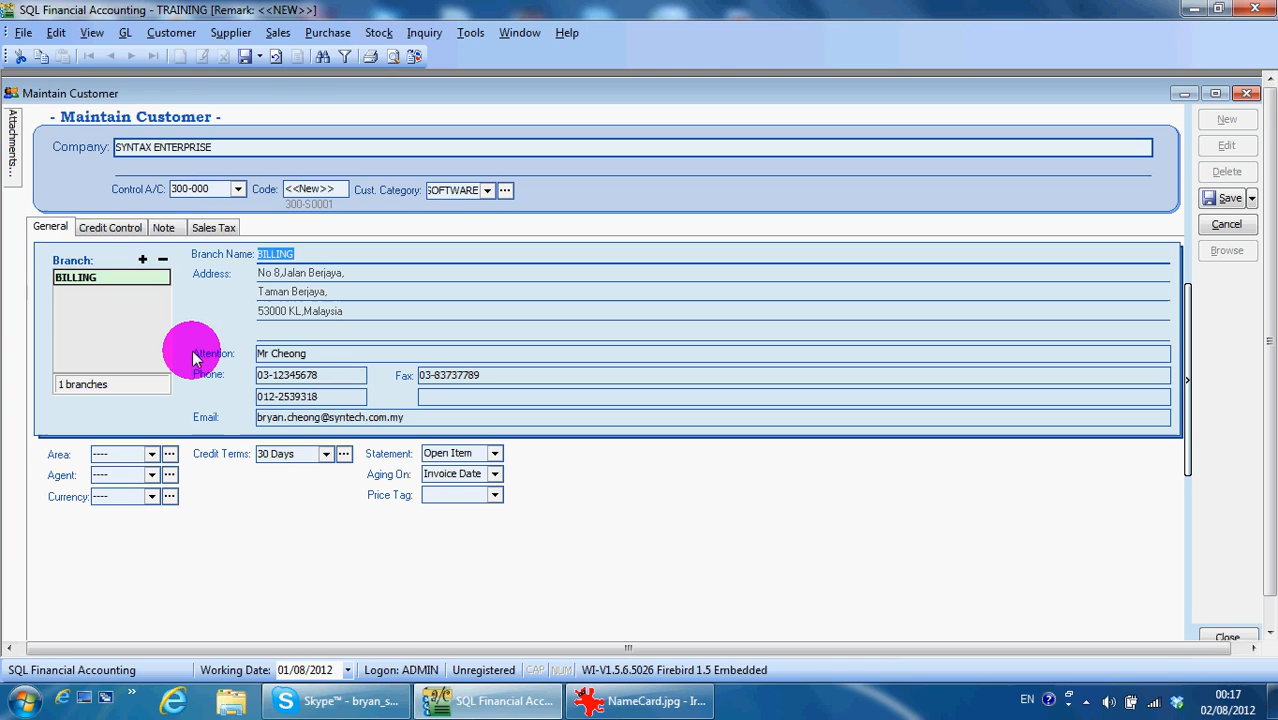 SQL Financial Accounting - TRAINING [Remark: <<NEW>>]
File Edit View GL Customer Supplier Sales Purchase Stock Inquiry Tools Window Help
Maintain Customer
Attachments...
- Maintain Customer -
Company: SYNTAX ENTERPRISE
Control A/C: 300-000 Code: <<New>> Cust. Category: SOFTWARE ...
300-S0001
New
Edit
Delete
Save
Cancel
Browse
General Credit Control Note Sales Tax
Branch: + -
BILLING
1 branches
Branch Name: BILLING
Address: No 8,Jalan Berjaya,
Taman Berjaya,
53000 KL,Malaysia
Attention: Mr Cheong
Phone: 03-12345678 Fax: 03-83737789
012-2539318
Email: bryan.cheong@syntech.com.my
Area: ---- ... Credit Terms: 30 Days ... Statement: Open Item
Agent: ---- ... Aging On: Invoice Date
Currency: ---- ... Price Tag:
Close
SQL Financial Accounting Working Date: 01/08/2012 Logon: ADMIN Unregistered CAP NUM WI-V1.5.6.5026 Firebird 1.5 Embedded
Skype™ - bryan_s... SQL Financial Acc... NameCard.jpg - Ir... EN 00:17
02/08/2012